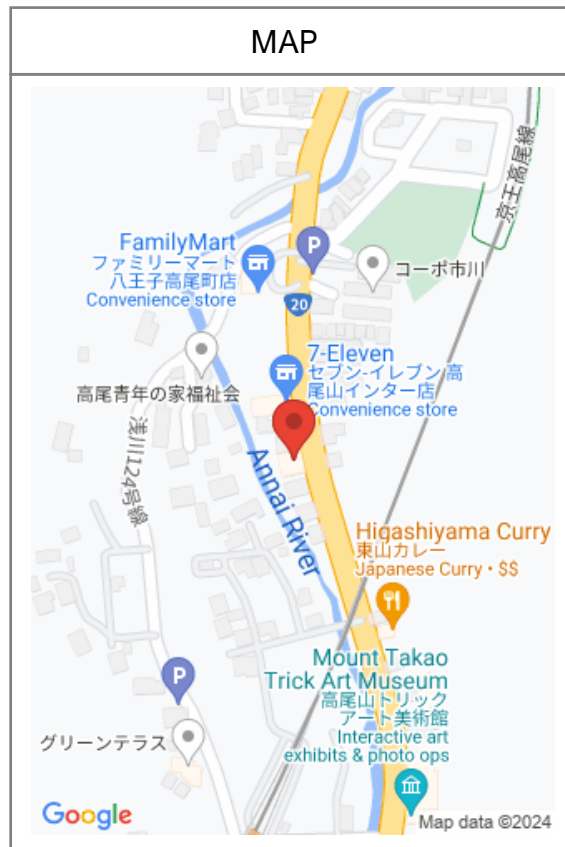 MAP
京王高尾線
FamilyMart
ファミリーマート
八王子高尾町店
Convenience store
P
コーポ市川
20
7-Eleven
セブン-イレブン 高
尾山インター店
Convenience store
高尾青年の家福祉会
浅川124号線
Annai River
Higashiyama Curry
東山カレー
Japanese Curry • $$
Mount Takao
Trick Art Museum
高尾山トリック
アート美術館
Interactive art
exhibits & photo ops
P
グリーンテラス
Google
Map data ©2024